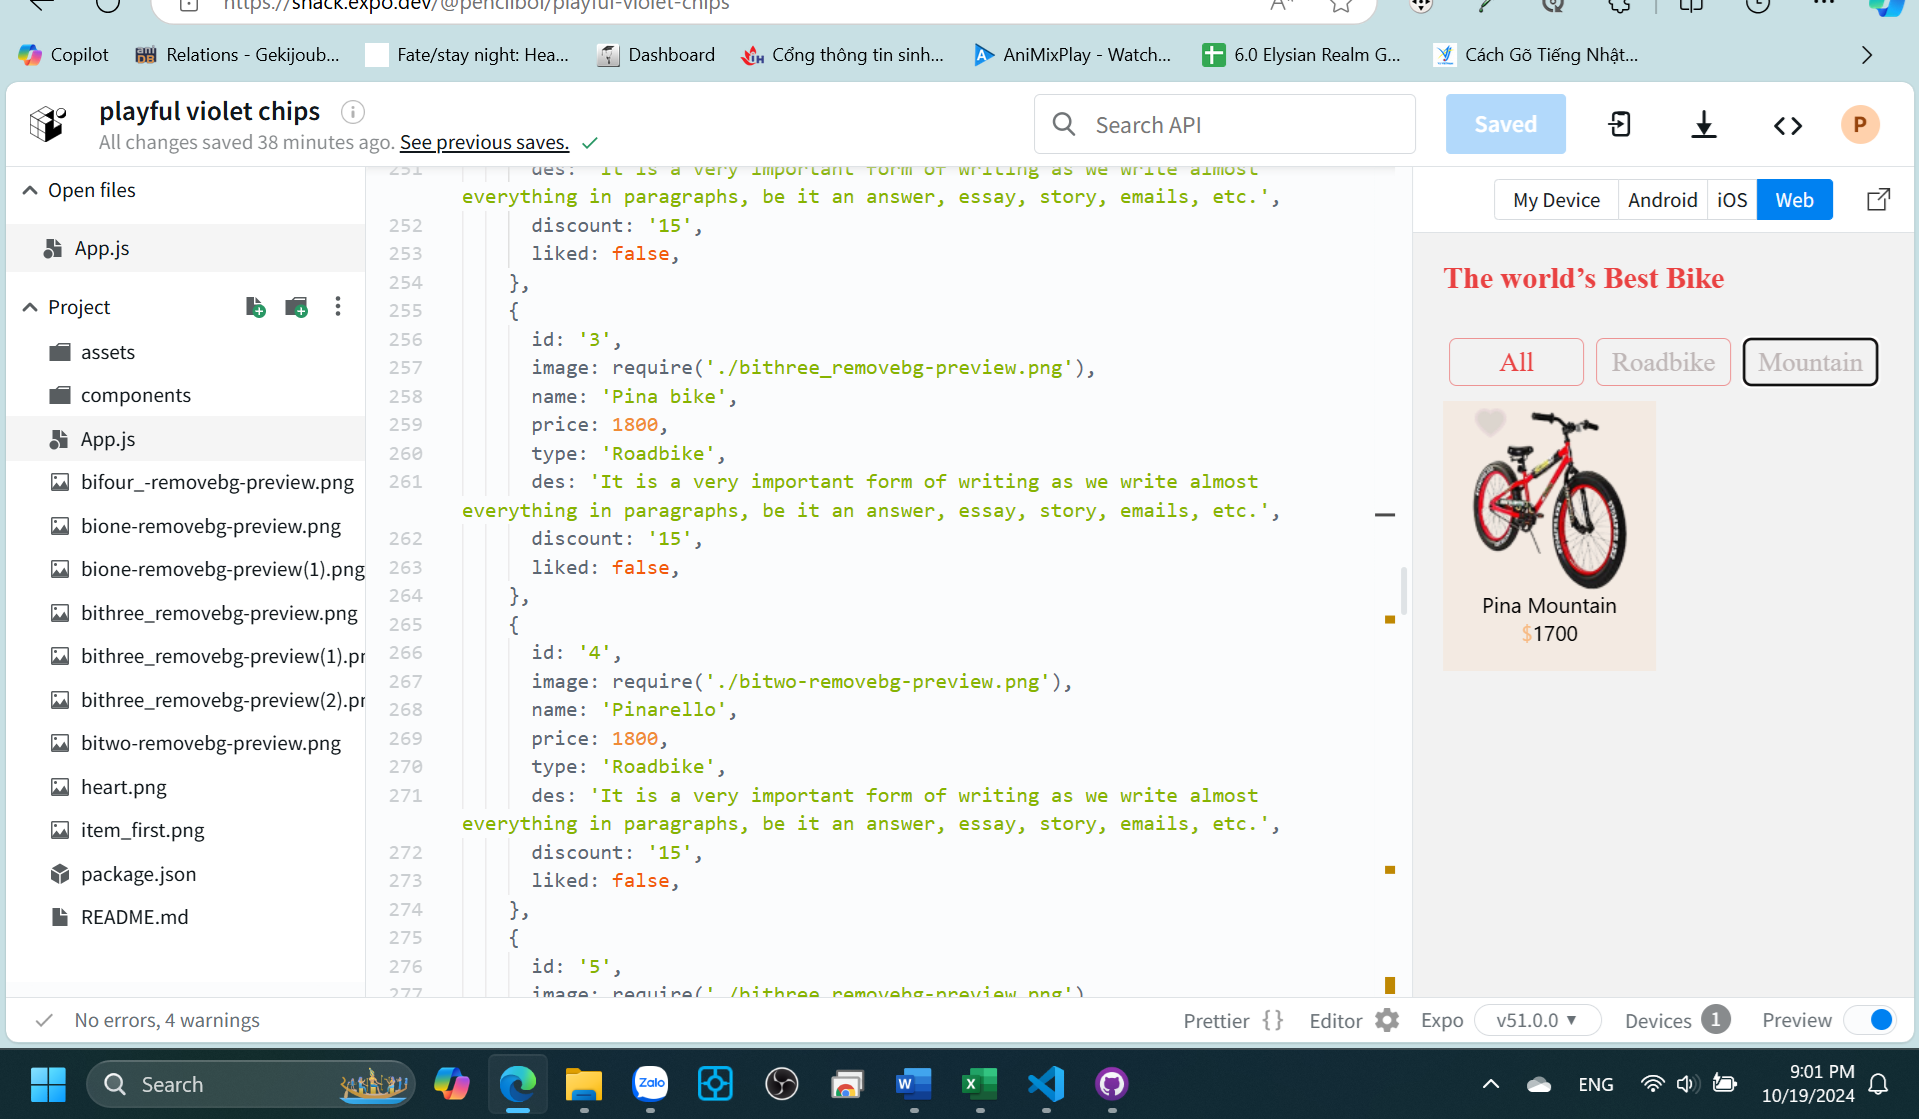 https://snack.expo.dev/@pencilboi/playful-violet-chips
Copilot
Relations - Gekijoub...
Fate/stay night: Hea...
Dashboard
Cổng thông tin sinh...
AniMixPlay - Watch...
6.0 Elysian Realm G...
Cách Gõ Tiếng Nhật...
playful violet chips
All changes saved 38 minutes ago. See previous saves.
Search API
Saved
P
Open files
App.js
Project
assets
components
App.js
bifour_-removebg-preview.png
bione-removebg-preview.png
bione-removebg-preview(1).png
bithree_removebg-preview.png
bithree_removebg-preview(1).pr
bithree_removebg-preview(2).pr
bitwo-removebg-preview.png
heart.png
item_first.png
package.json
README.md
251 des: 'It is a very important form of writing as we write almost
everything in paragraphs, be it an answer, essay, story, emails, etc.',
252 discount: '15',
253 liked: false,
254 },
255 {
256 id: '3',
257 image: require('./bithree_removebg-preview.png'),
258 name: 'Pina bike',
259 price: 1800,
260 type: 'Roadbike',
261 des: 'It is a very important form of writing as we write almost
everything in paragraphs, be it an answer, essay, story, emails, etc.',
262 discount: '15',
263 liked: false,
264 },
265 {
266 id: '4',
267 image: require('./bitwo-removebg-preview.png'),
268 name: 'Pinarello',
269 price: 1800,
270 type: 'Roadbike',
271 des: 'It is a very important form of writing as we write almost
everything in paragraphs, be it an answer, essay, story, emails, etc.',
272 discount: '15',
273 liked: false,
274 },
275 {
276 id: '5',
277 image: require('./bithree_removebg-preview.png')
My Device
Android
iOS
Web
The world’s Best Bike
All
Roadbike
Mountain
Pina Mountain
$1700
No errors, 4 warnings
Prettier {}
Editor
Expo
v51.0.0
Devices 1
Preview
Search
Zalo
ENG
9:01 PM
10/19/2024